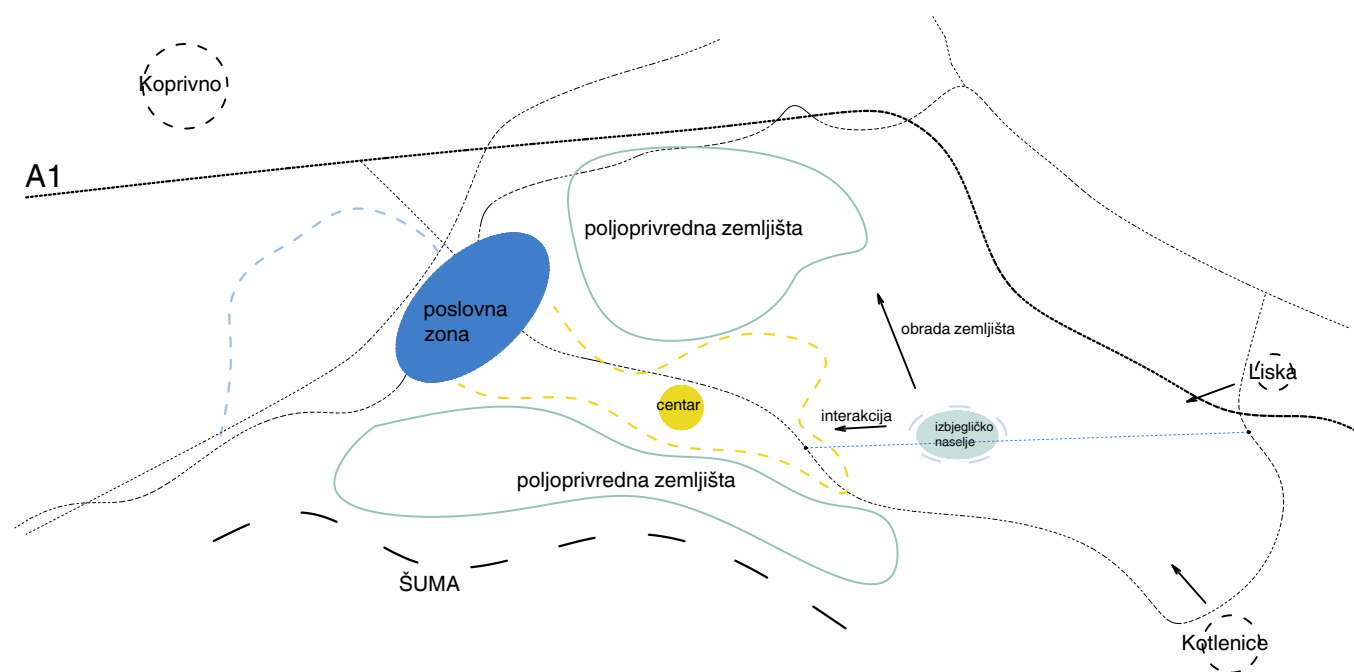 Koprivno
A1
poljoprivredna zemljišta
poslovna
zona
obrada zemljišta
Liska
centar
interakcija
izbjegličko
naselje
poljoprivredna zemljišta
ŠUMA
Kotlenice